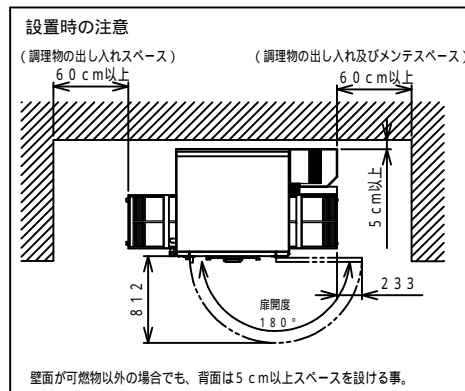 設置時の注意
(調理物の出し入れスペース)
60cm以上
(調理物の出し入れ及びメンテスペース)
60cm以上
5cm以上
812
扉開度
180°
233
壁面が可燃物以外の場合でも、背面は5cm以上スペースを設ける事。